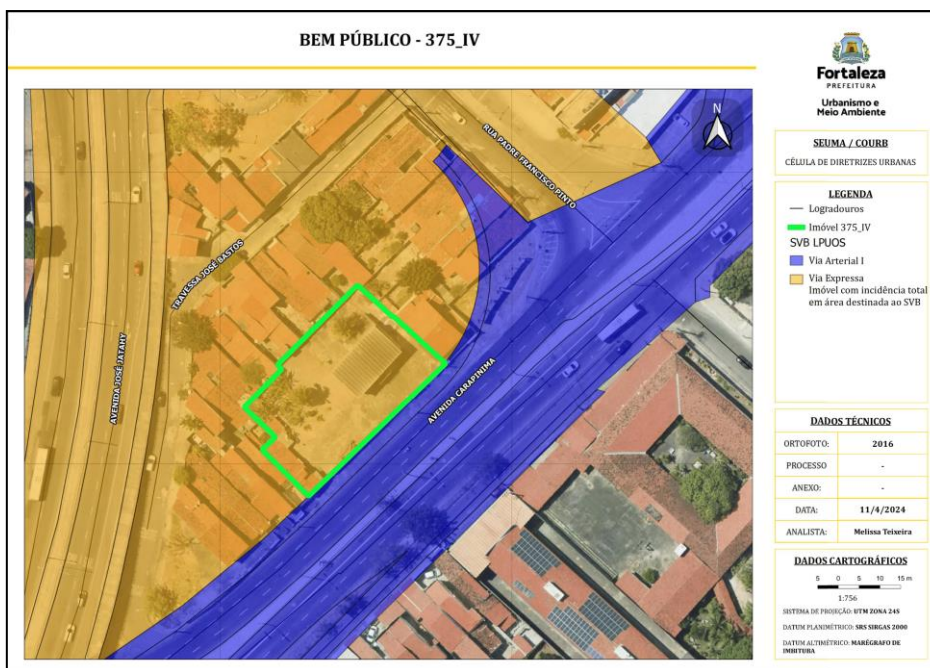 BEM PÚBLICO - 375_IV
Fortaleza
PREFEITURA
Urbanismo e
Meio Ambiente
N
RUA PADRE FRANCISCO PINTO
TRAVESSA JOSÉ BASTOS
AVENIDA JOSÉ JATAHY
AVENIDA CARAPINIMA
SEUMA / COURB
CÉLULA DE DIRETRIZES URBANAS
LEGENDA
Logradouros
Imóvel 375_IV
SVB LPUOS
Via Arterial I
Via Expressa
Imóvel com incidência total
em área destinada ao SVB
DADOS TÉCNICOS
ORTOFOTO: 2016
PROCESSO -
ANEXO: -
DATA: 11/4/2024
ANALISTA: Melissa Teixeira
DADOS CARTOGRÁFICOS
5 0 5 10 15 m
1:756
SISTEMA DE PROJEÇÃO: UTM ZONA 24S
DATUM PLANIMÉTRICO: SRS SIRGAS 2000
DATUM ALTIMÉTRICO: MARÉGRAFO DE
IMBITUBA